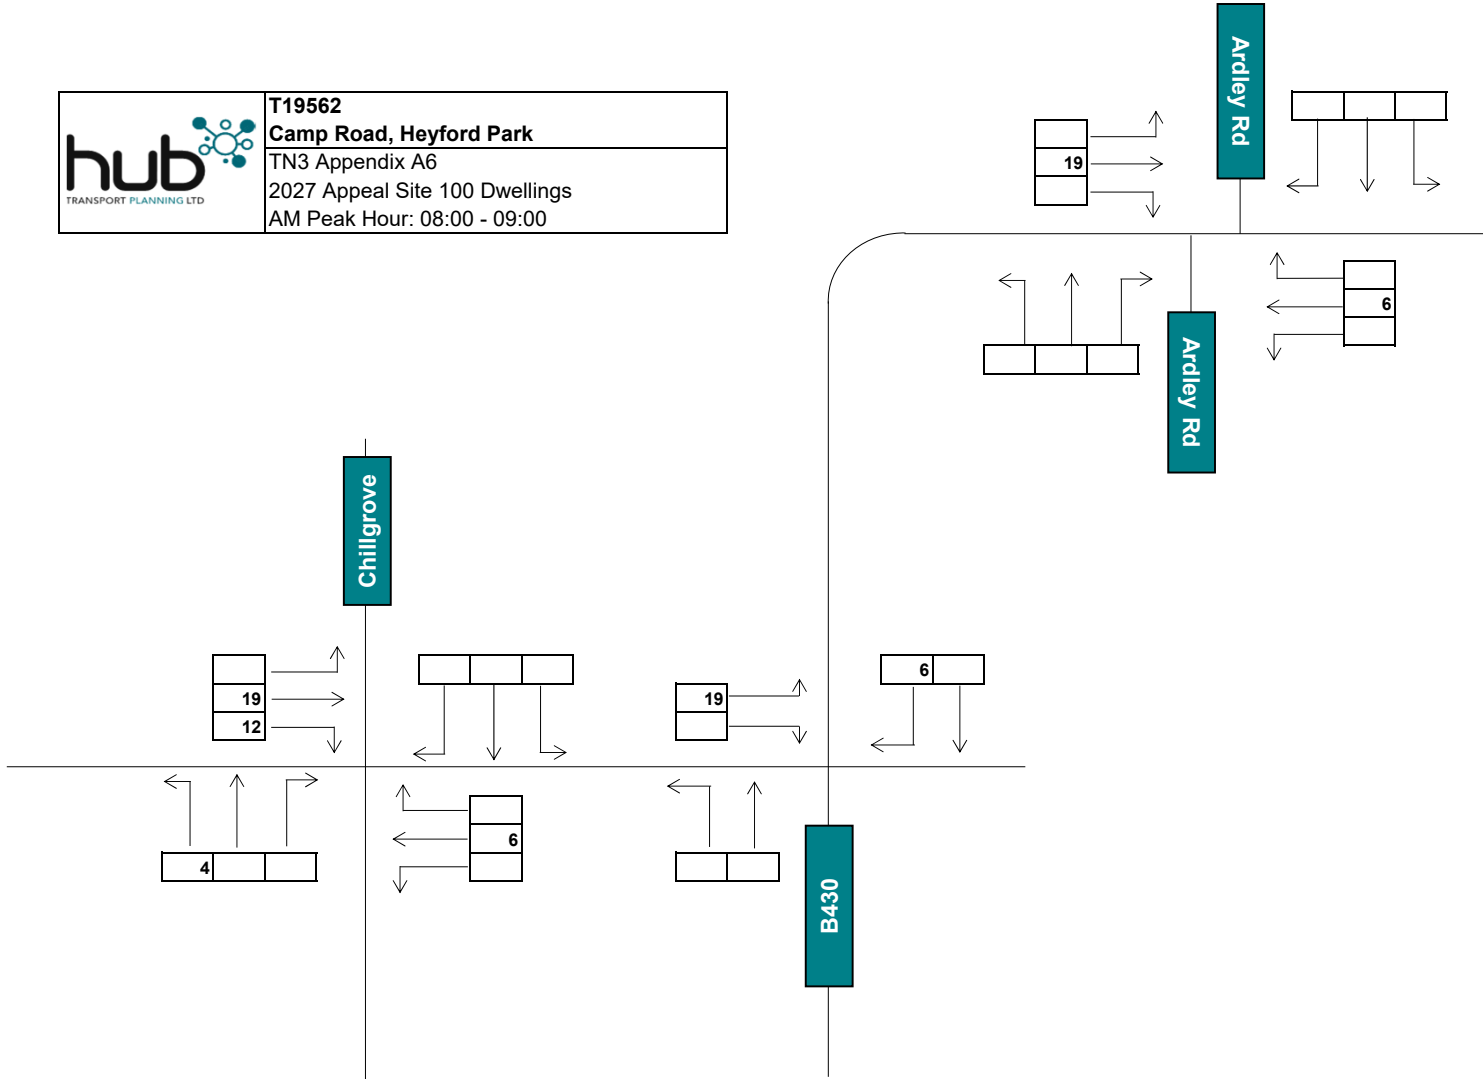 T19562
Camp Road, Heyford Park
hub
TRANSPORT PLANNING LTD
TN3 Appendix A6
2027 Appeal Site 100 Dwellings
AM Peak Hour: 08:00 - 09:00
Ardley Rd
19
6
Ardley Rd
Chillgrove
19
12
19
6
4
6
B430